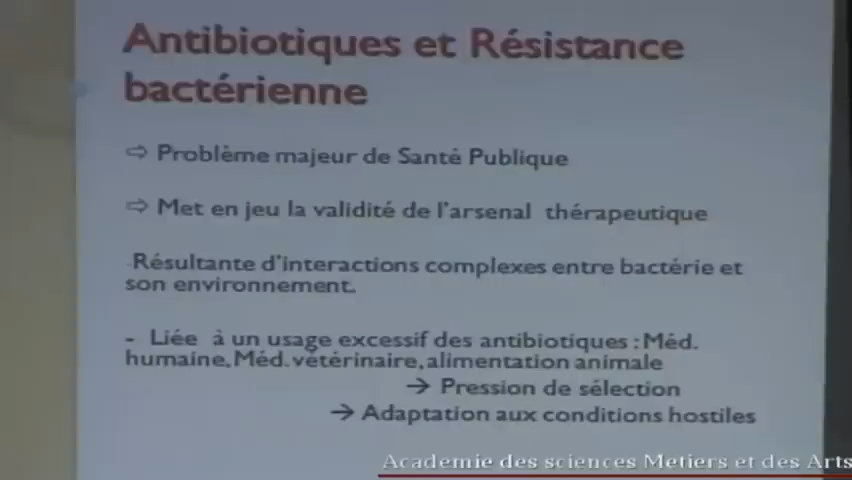 Antibiotiques et Résistance
bactérienne
⇨ Problème majeur de Santé Publique
⇨ Met en jeu la validité de l'arsenal thérapeutique
-Résultante d'interactions complexes entre bactérie et
son environnement.
- Liée à un usage excessif des antibiotiques : Méd.
humaine, Méd. vétérinaire, alimentation animale
→ Pression de sélection
→ Adaptation aux conditions hostiles
Academie des sciences Metiers et des Arts